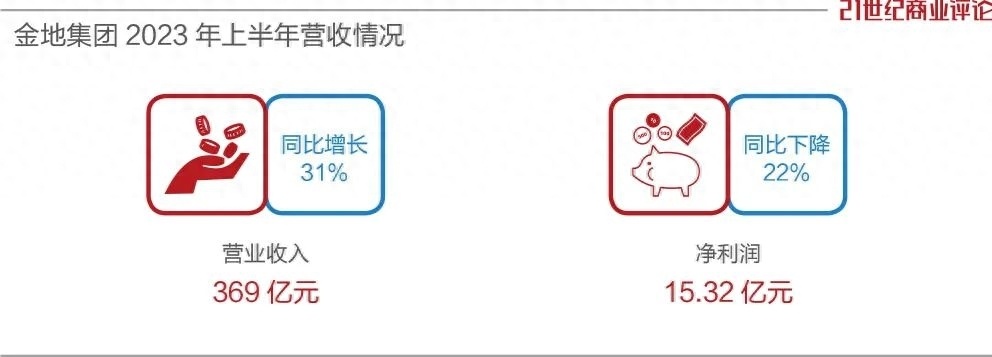 21世纪商业评论
金地集团 2023 年上半年营收情况
同比增长
31%
同比下降
22%
营业收入
净利润
369 亿元
15.32 亿元